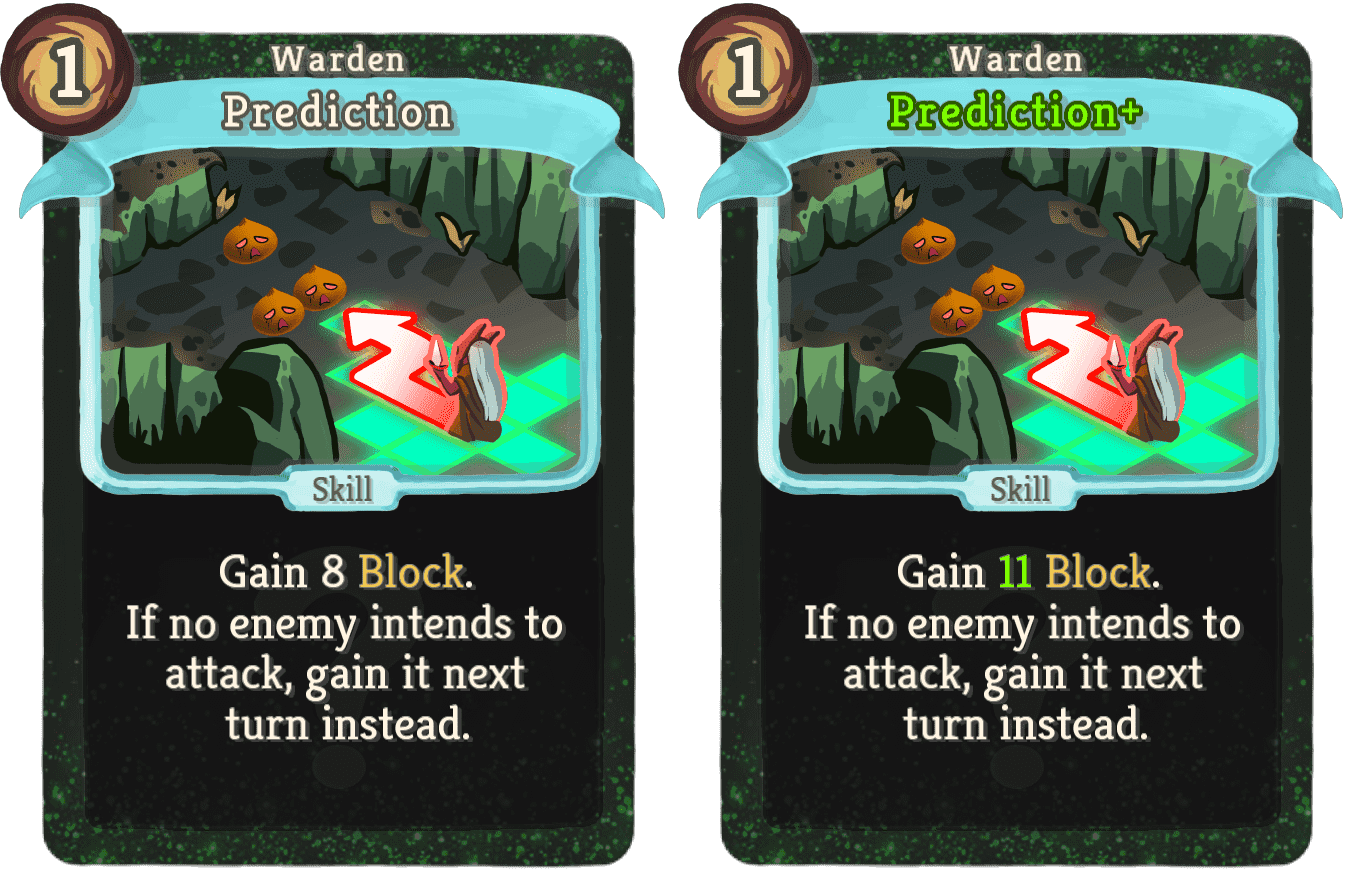 1
Warden
Prediction
Skill
Gain 8 Block.
If no enemy intends to
attack, gain it next
turn instead.
1
Warden
Prediction+
Skill
Gain 11 Block.
If no enemy intends to
attack, gain it next
turn instead.